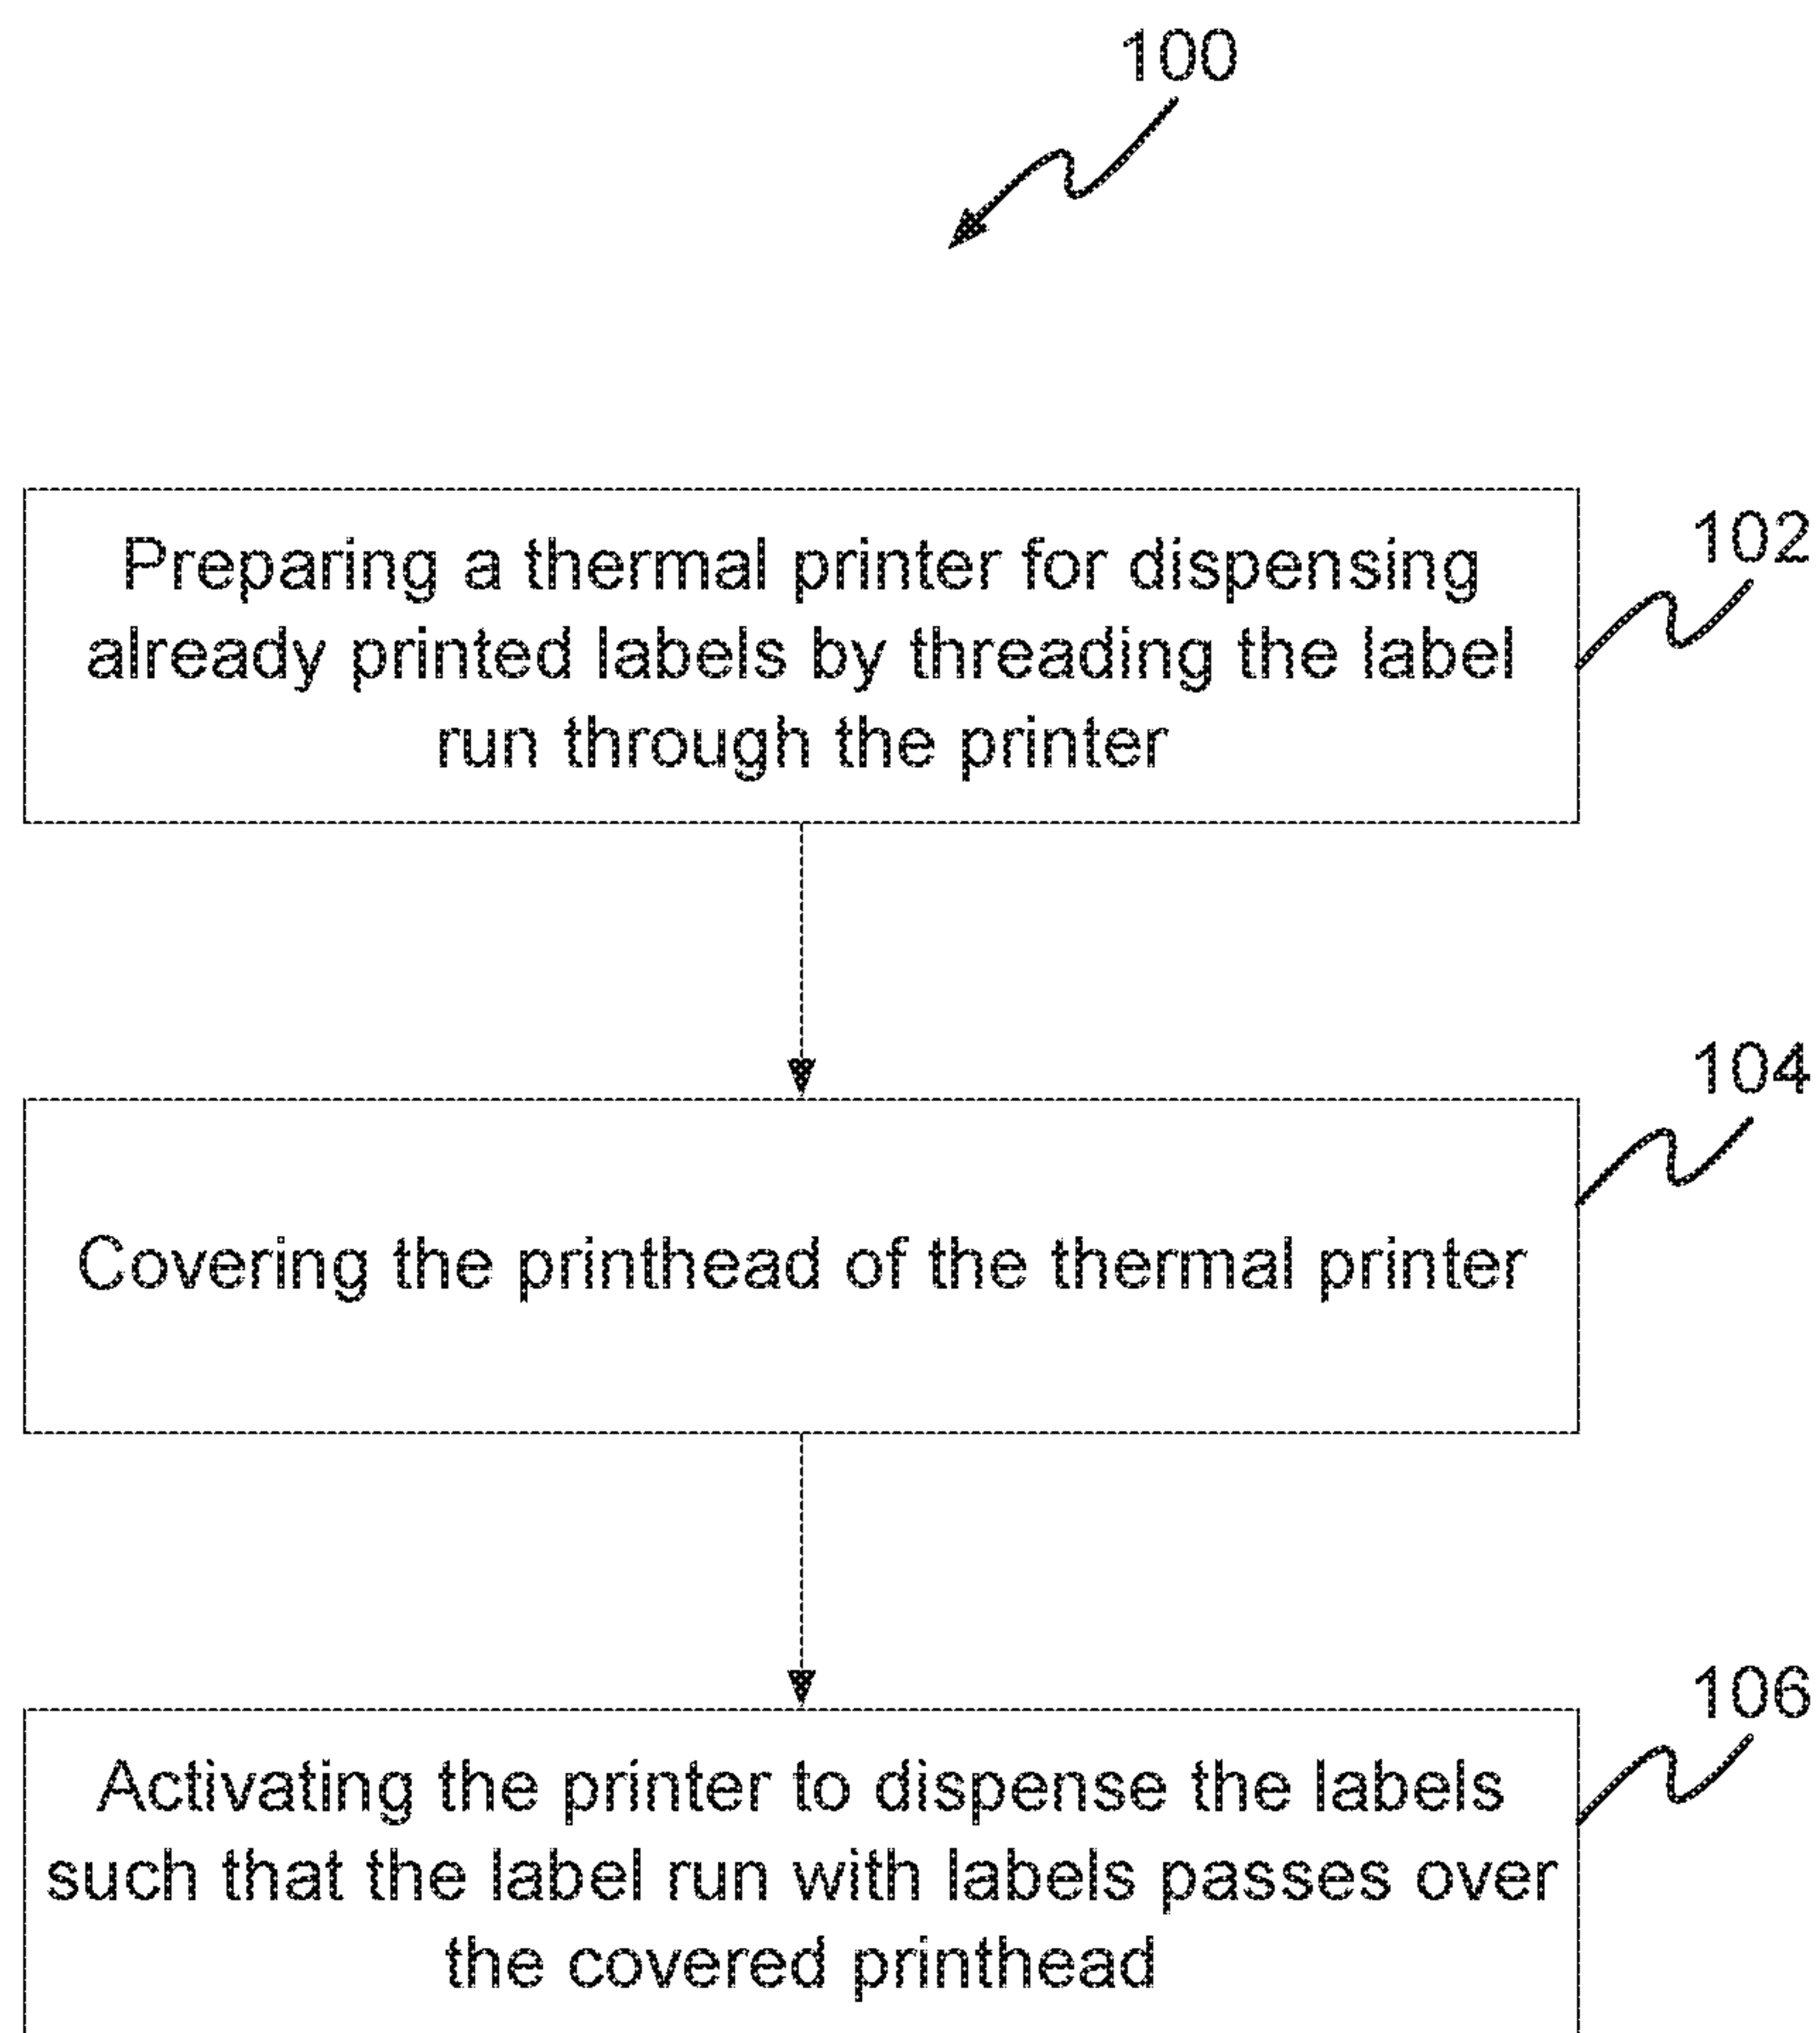 100
Preparing a thermal printer for dispensing
already printed labels by threading the label
run through the printer
102
Covering the printhead of the thermal printer
104
Activating the printer to dispense the labels
such that the label run with labels passes over
the covered printhead
106